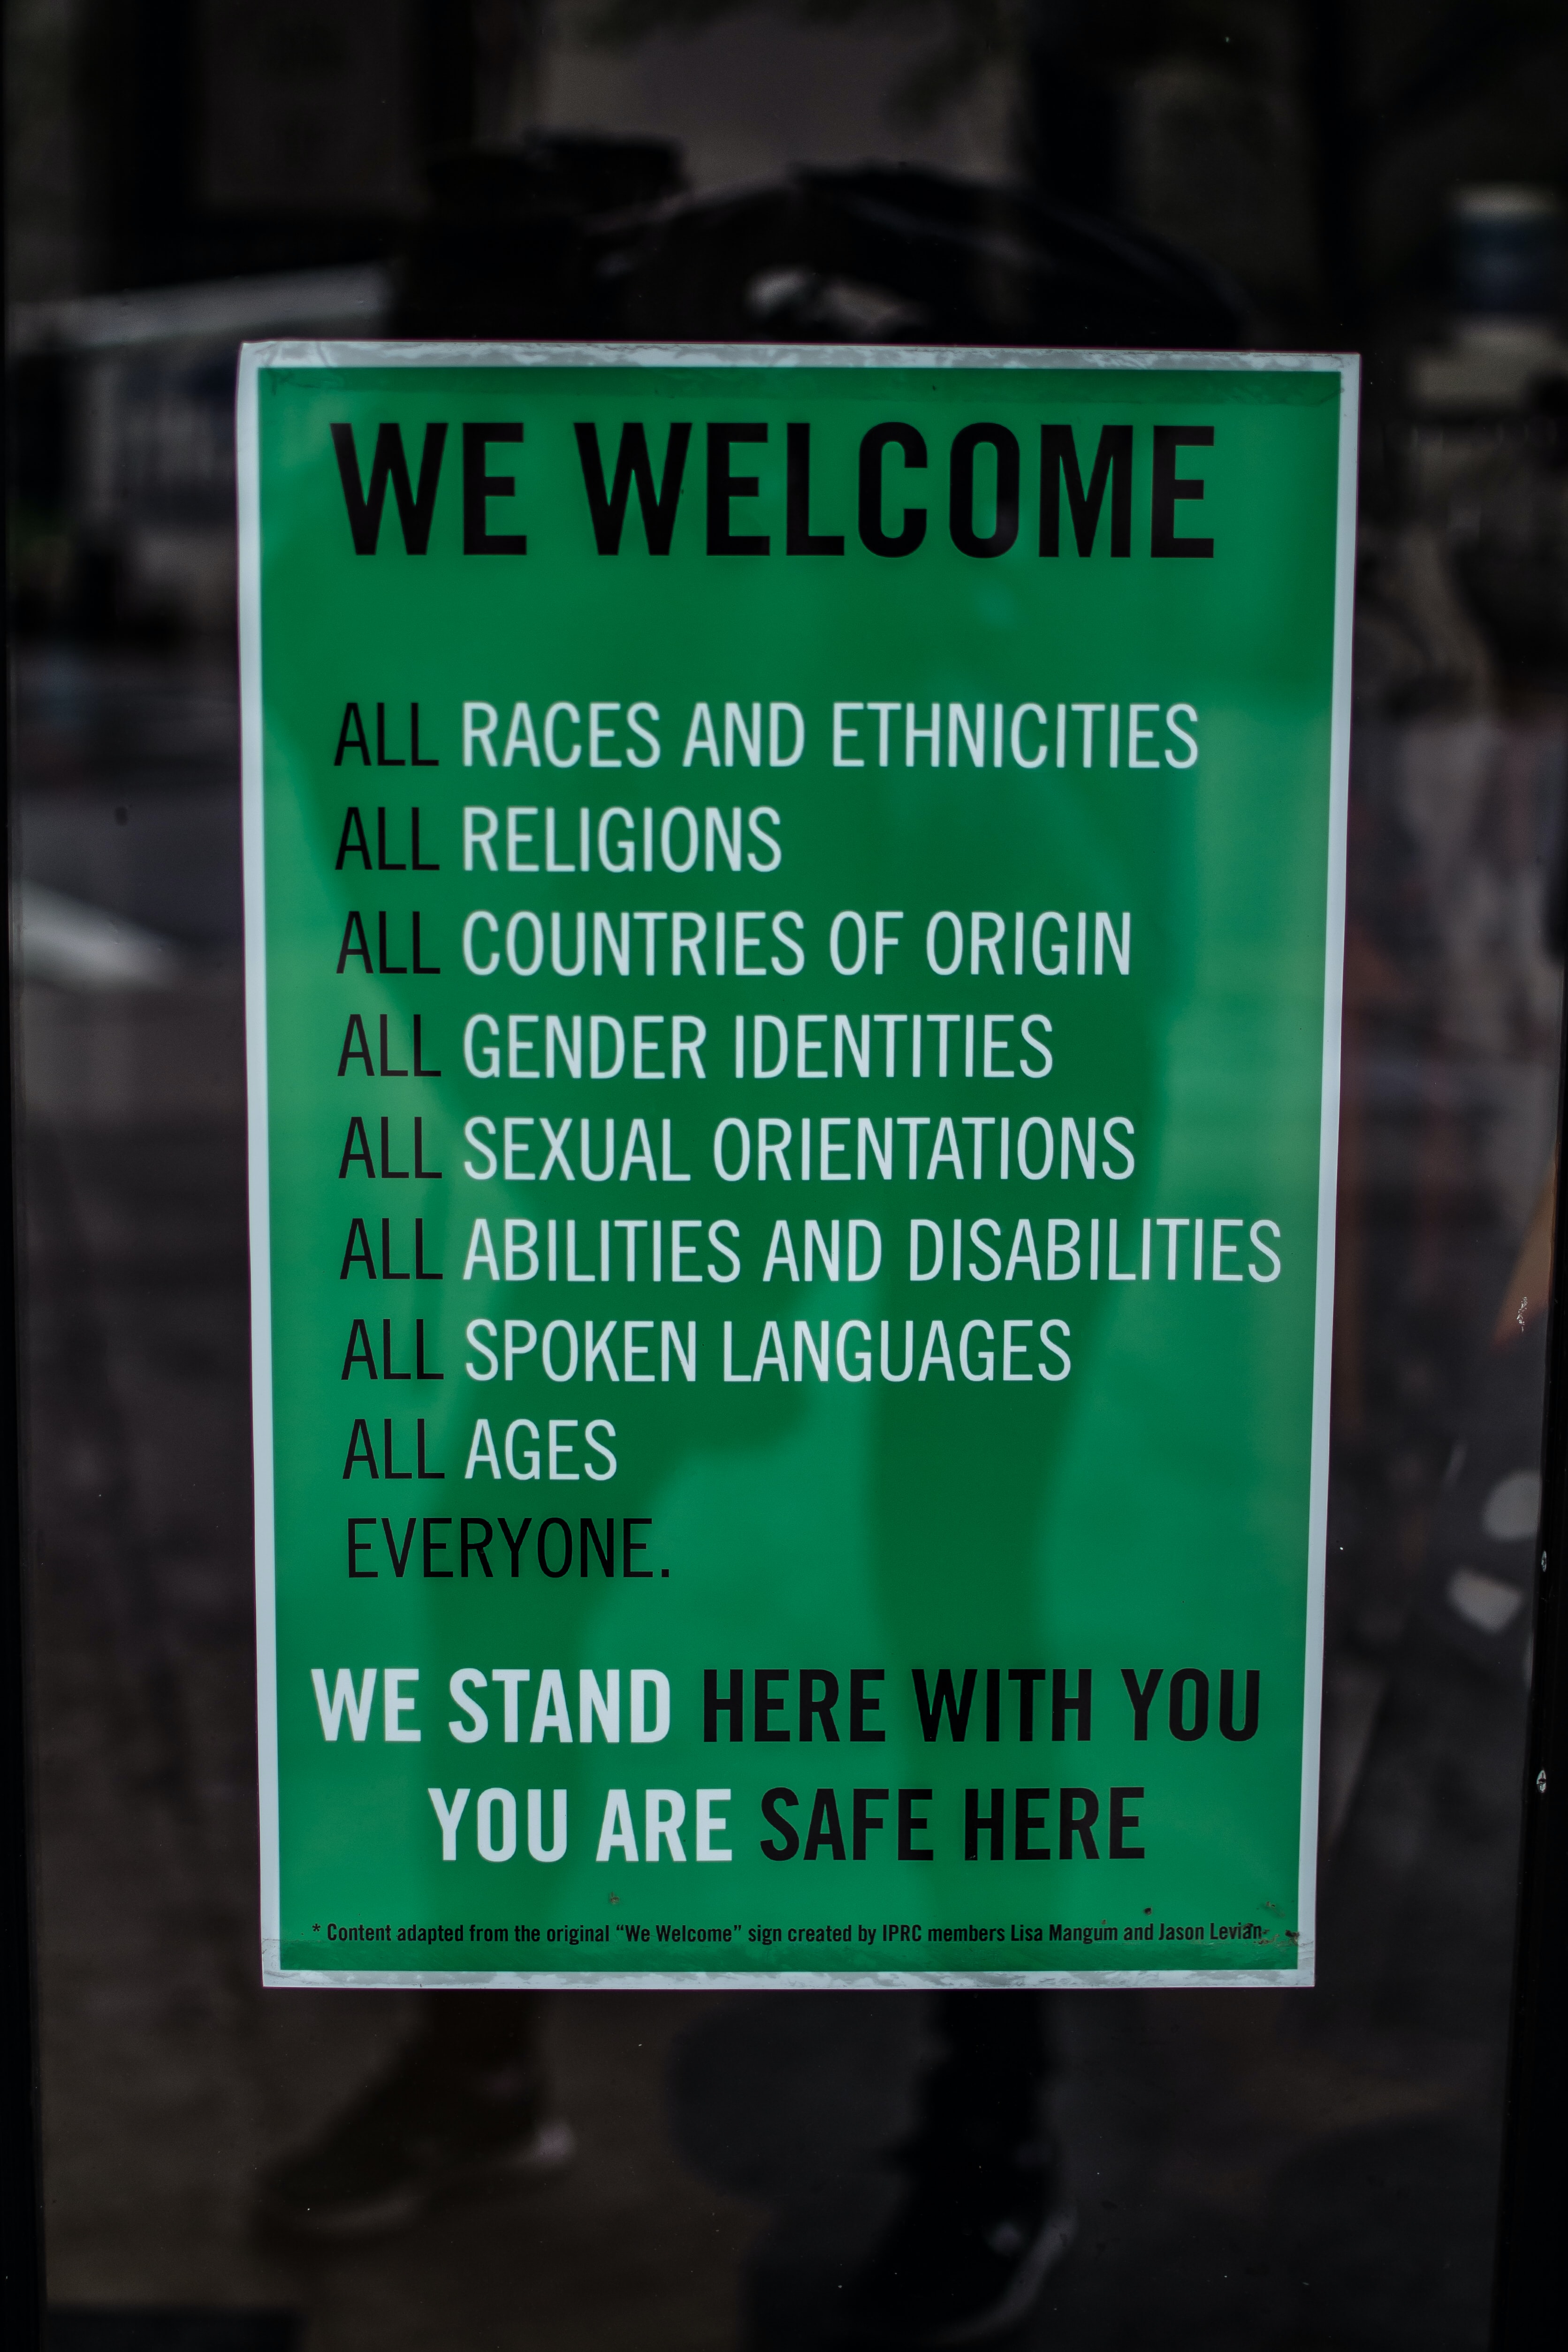 WE WELCOME
ALL RACES AND ETHNICITIES
ALL RELIGIONS
ALL COUNTRIES OF ORIGIN
ALL GENDER IDENTITIES
ALL SEXUAL ORIENTATIONS
ALL ABILITIES AND DISABILITIES
ALL SPOKEN LANGUAGES
ALL AGES
EVERYONE.
WE STAND HERE WITH YOU
YOU ARE SAFE HERE
* Content adapted from the original “We Welcome” sign created by IPRC members Lisa Mangum and Jason Levian